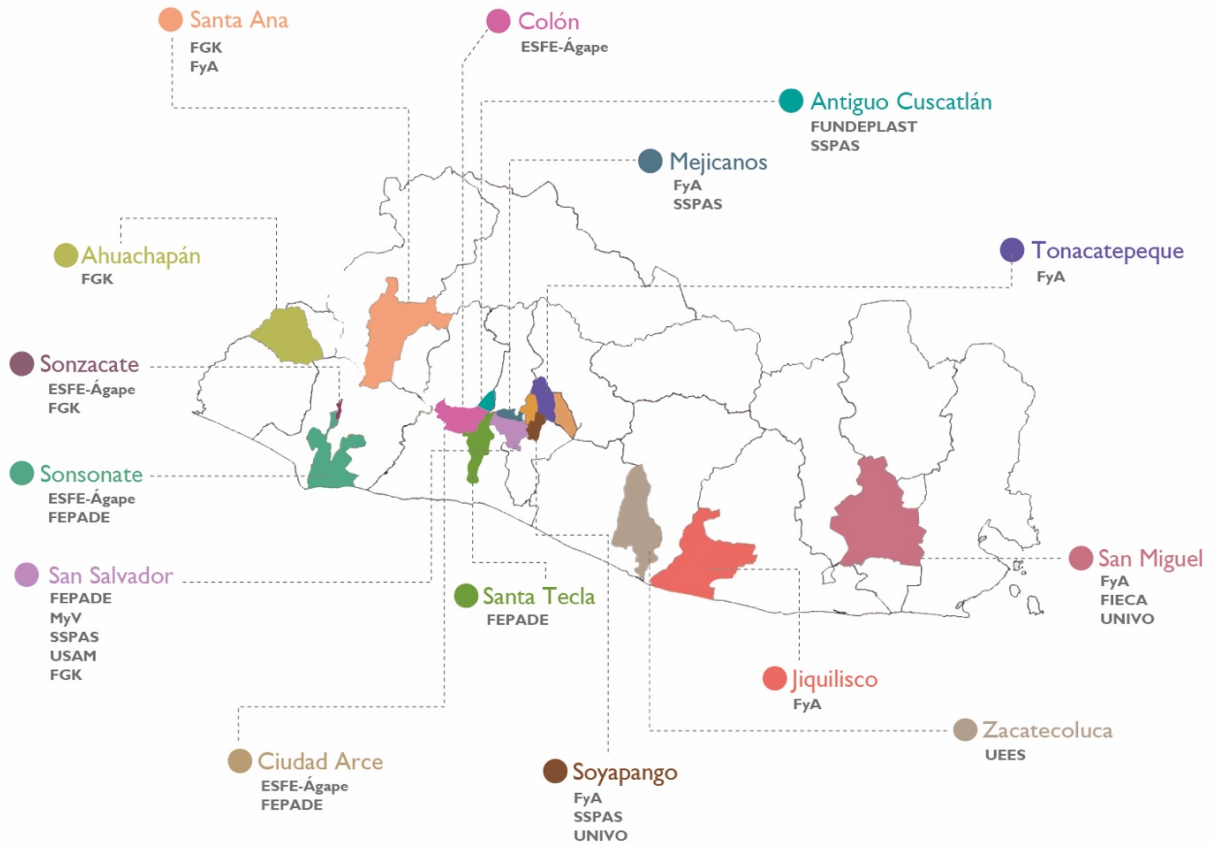 Santa Ana
FGK
FyA
Colón
ESFE-Ágape
Antiguo Cuscatlán
FUNDEPLAST
SSPAS
Mejicanos
FyA
SSPAS
Ahuachapán
FGK
Tonacatepeque
FyA
Sonzacate
ESFE-Ágape
FGK
Sonsonate
ESFE-Ágape
FEPADE
San Salvador
FEPADE
MyV
SSPAS
USAM
FGK
Santa Tecla
FEPADE
San Miguel
FyA
FIECA
UNIVO
Jiquilisco
FyA
Zacatecoluca
UEES
Ciudad Arce
ESFE-Ágape
FEPADE
Soyapango
FyA
SSPAS
UNIVO